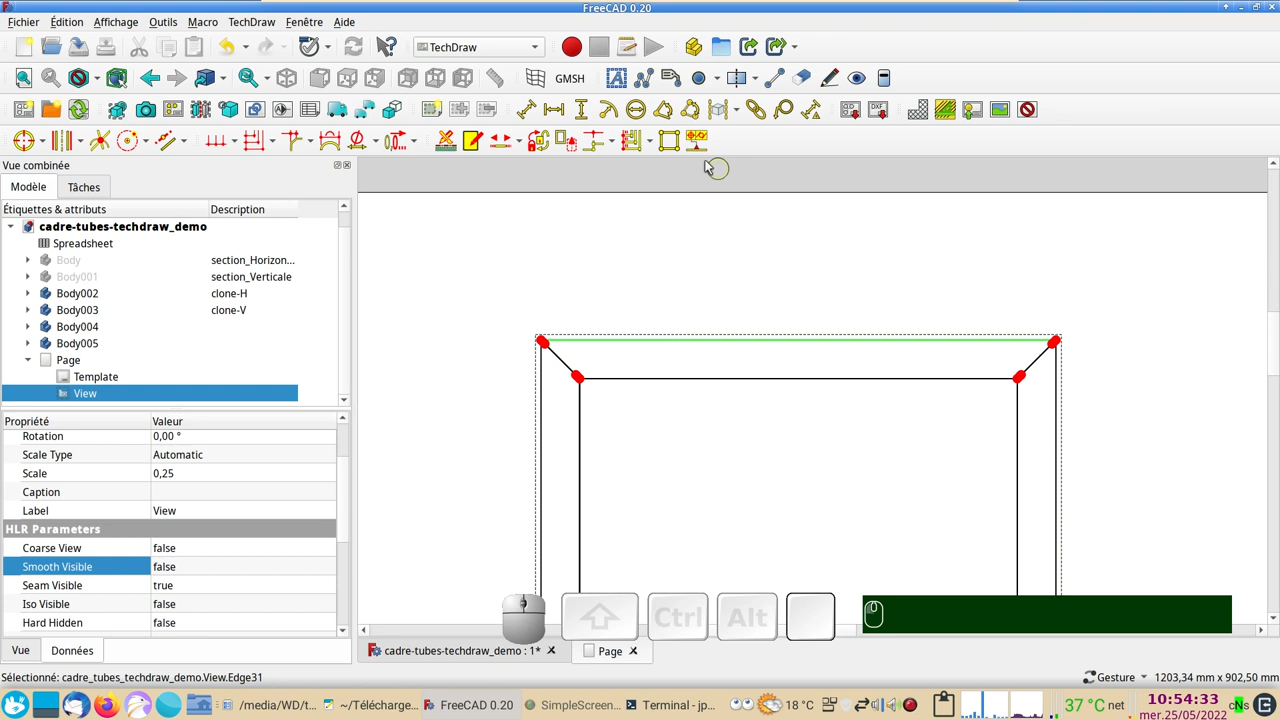 FreeCAD 0.20
Fichier Édition Affichage Outils Macro TechDraw Fenêtre Aide
TechDraw
GMSH
Vue combinée
Modèle Tâches
Étiquettes & attributs Description
cadre-tubes-techdraw_demo
Spreadsheet
Body section_Horizon...
Body001 section_Verticale
Body002 clone-H
Body003 clone-V
Body004
Body005
Page
Template
View
Propriété Valeur
Rotation 0,00 °
Scale Type Automatic
Scale 0,25
Caption
Label View
HLR Parameters
Coarse View false
Smooth Visible false
Seam Visible true
Iso Visible false
Hard Hidden false
Ctrl Alt
Vue Données
cadre-tubes-techdraw_demo : 1* Page
Sélectionné: cadre_tubes_techdraw_demo.View.Edge31
Gesture 1203,34 mm x 902,50 mm
/media/WD/t... ~/Télécharge... FreeCAD 0.20 SimpleScreen... Terminal - jp... 18 °C 37 °C net 10:54:33
mer.25/05/2022